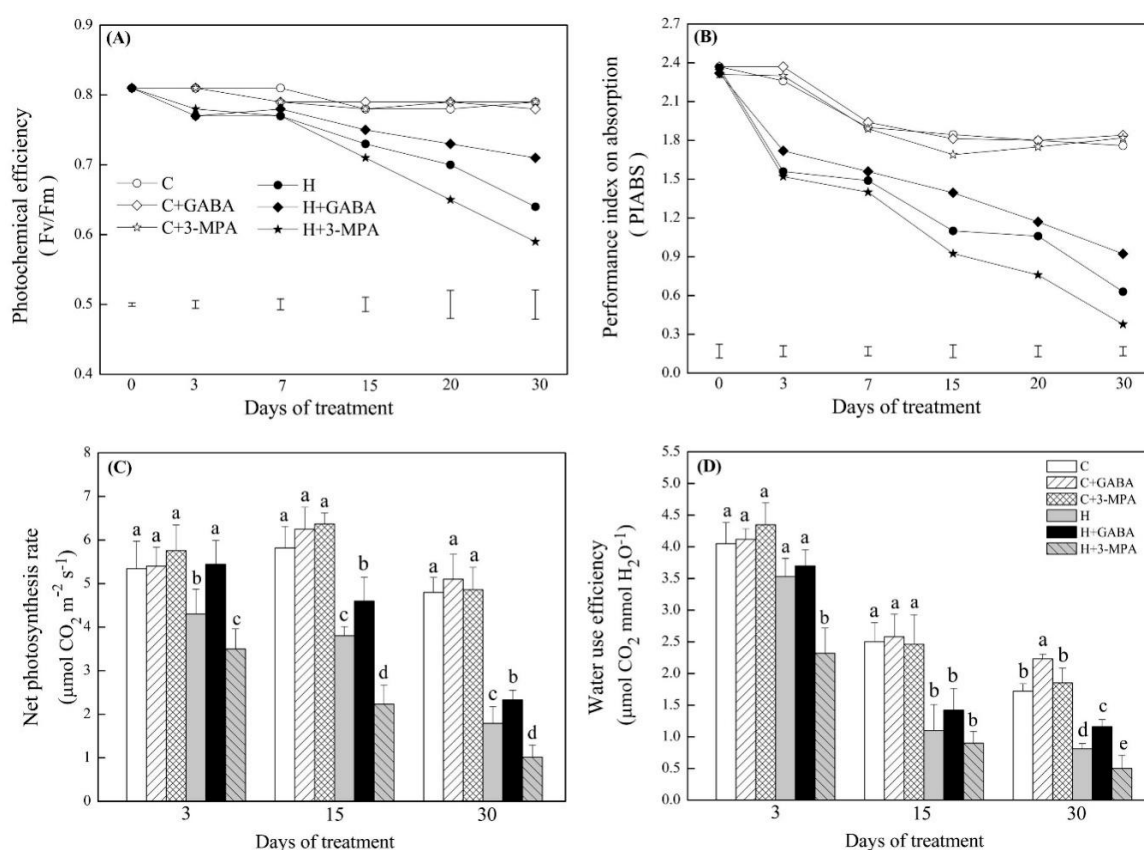 (A)
0.9
0.8
0.7
0.6
0.5
0.4
Photochemical efficiency
( Fv/Fm )
C
H
C+GABA
H+GABA
C+3-MPA
H+3-MPA
0 3 7 15 20 30
Days of treatment
(B)
2.7
2.4
2.1
1.8
1.5
1.2
0.9
0.6
0.3
0.0
Performance index on absorption
( PIABS )
0 3 7 15 20 30
Days of treatment
(C)
8
7
6
5
4
3
2
1
0
Net photosynthesis rate
(μmol CO2 m-2 s-1)
a a a b a c
a a a c b d
a a a c b d
3 15 30
Days of treatment
(D)
5.5
5.0
4.5
4.0
3.5
3.0
2.5
2.0
1.5
1.0
0.5
0.0
Water use efficiency
(μmol CO2 mmol H2O-1)
C
C+GABA
C+3-MPA
H
H+GABA
H+3-MPA
a a a a a b
a a a b b b
b a b d c e
3 15 30
Days of treatment